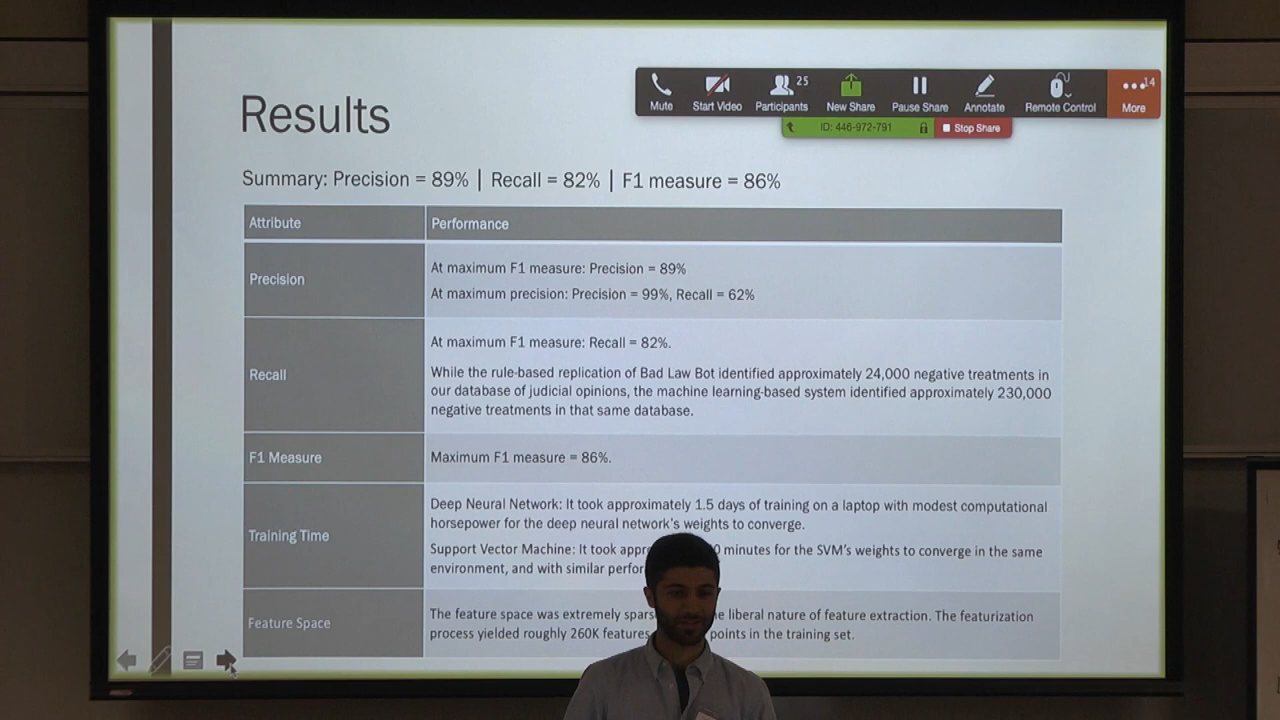 Results
25
14
Mute Start Video Participants New Share Pause Share Annotate Remote Control More
ID: 446-972-791 Stop Share
Summary: Precision = 89% | Recall = 82% | F1 measure = 86%
Attribute Performance
Precision
At maximum F1 measure: Precision = 89%
At maximum precision: Precision = 99%, Recall = 62%
Recall
At maximum F1 measure: Recall = 82%.
While the rule-based replication of Bad Law Bot identified approximately 24,000 negative treatments in
our database of judicial opinions, the machine learning-based system identified approximately 230,000
negative treatments in that same database.
F1 Measure Maximum F1 measure = 86%.
Training Time
Deep Neural Network: It took approximately 1.5 days of training on a laptop with modest computational
horsepower for the deep neural network's weights to converge.
Support Vector Machine: It took minutes for the SVM's weights to converge in the same
environment, and with similar
Feature Space
The feature space was extremely liberal nature of feature extraction. The featurization
process yielded roughly 260K features points in the training set.